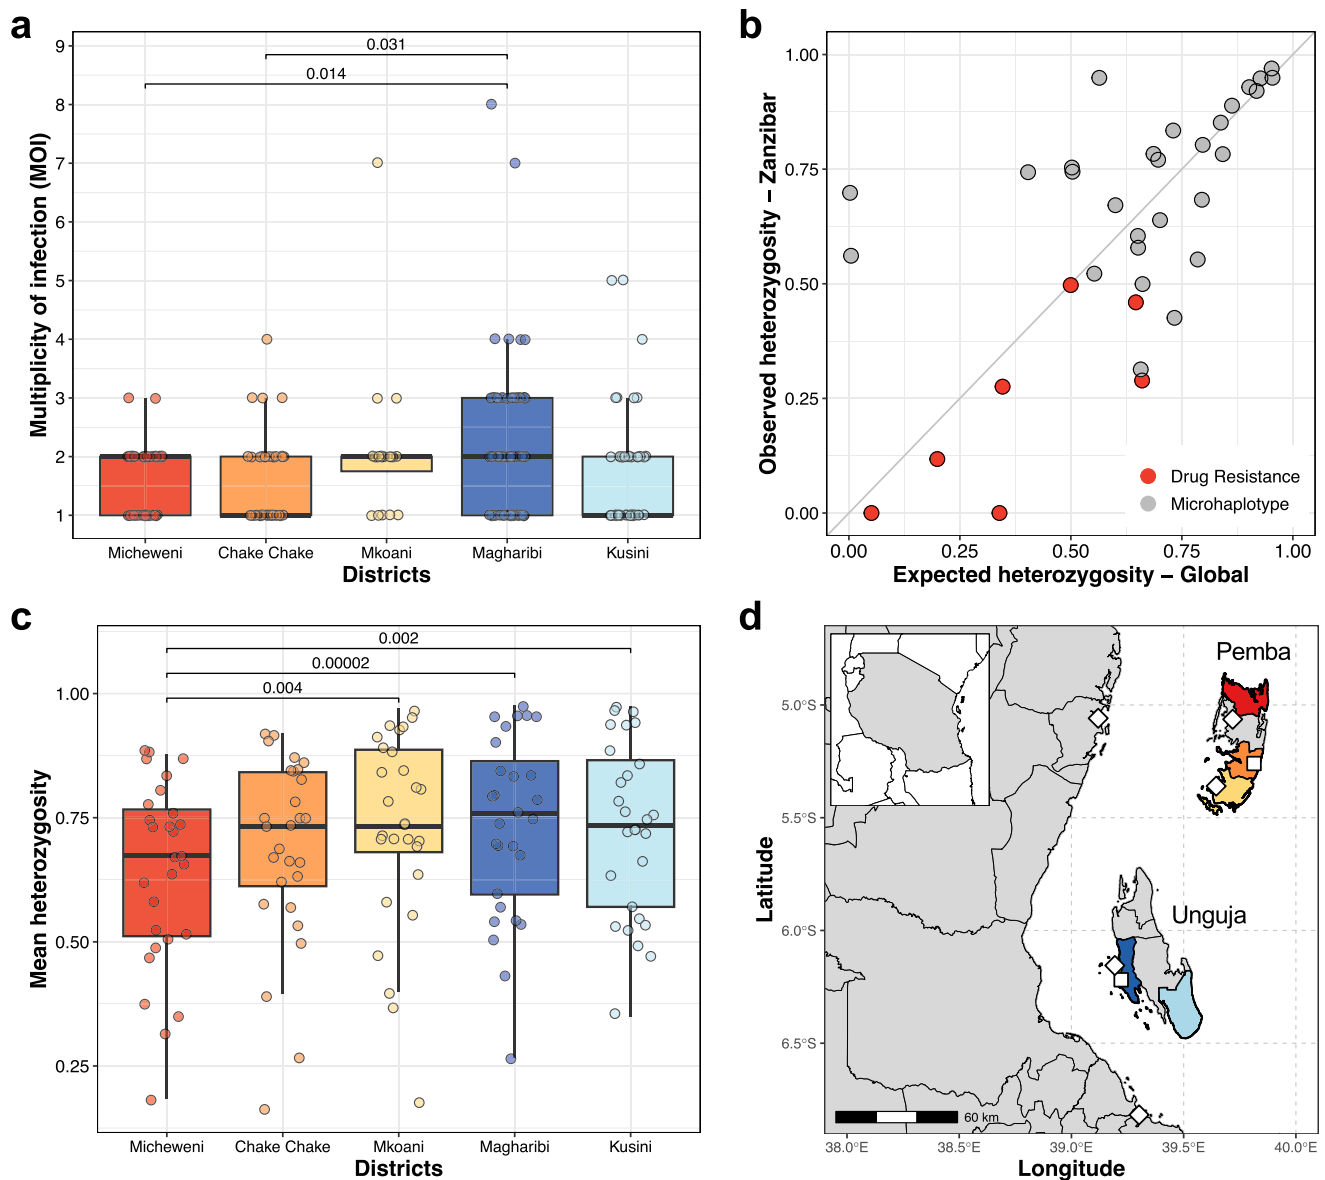 a
Multiplicity of infection (MOI)
9
8
7
6
5
4
3
2
1
0.031
0.014
Micheweni Chake Chake Mkoani Magharibi Kusini
Districts
b
Observed heterozygosity – Zanzibar
1.00
0.75
0.50
0.25
0.00
Drug Resistance
Microhaplotype
0.00 0.25 0.50 0.75 1.00
Expected heterozygosity – Global
c
Mean heterozygosity
1.00
0.75
0.50
0.25
0.002
0.00002
0.004
Micheweni Chake Chake Mkoani Magharibi Kusini
Districts
d
Latitude
5.0°S
5.5°S
6.0°S
6.5°S
Pemba
Unguja
60 km
38.0°E 38.5°E 39.0°E 39.5°E 40.0°E
Longitude